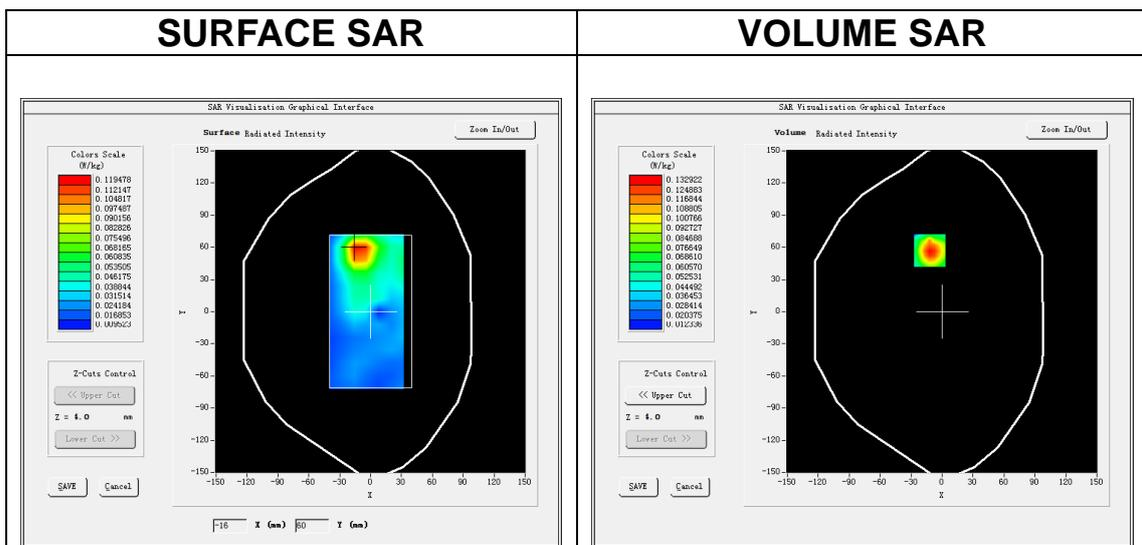 SURFACE SAR
VOLUME SAR
SAR Visualisation Graphical Interface
Surface Radiated Intensity
Zoom In/Out
Colors Scale
(W/kg)
0.119478
0.112147
0.104817
0.097487
0.090156
0.082826
0.075496
0.068165
0.060835
0.053505
0.046175
0.038844
0.031514
0.024184
0.016853
0.009523
Z-Cuts Control
<< Upper Cut
Z = 4.0 mm
Lower Cut >>
SAVE
Cancel
150
120
90
60
30
0
-30
-60
-90
-120
-150
Y
-150 -120 -90 -60 -30 0 30 60 90 120 150
X
-16 X (mm) 60 Y (mm)
SAR Visualisation Graphical Interface
Volume Radiated Intensity
Zoom In/Out
Colors Scale
(W/kg)
0.132922
0.124883
0.116844
0.108805
0.100766
0.092727
0.084688
0.076649
0.068610
0.060570
0.052531
0.044492
0.036453
0.028414
0.020375
0.012336
Z-Cuts Control
<< Upper Cut
Z = 4.0 mm
Lower Cut >>
SAVE
Cancel
150
120
90
60
30
0
-30
-60
-90
-120
-150
Y
-150 -120 -90 -60 -30 0 30 60 90 120 150
X